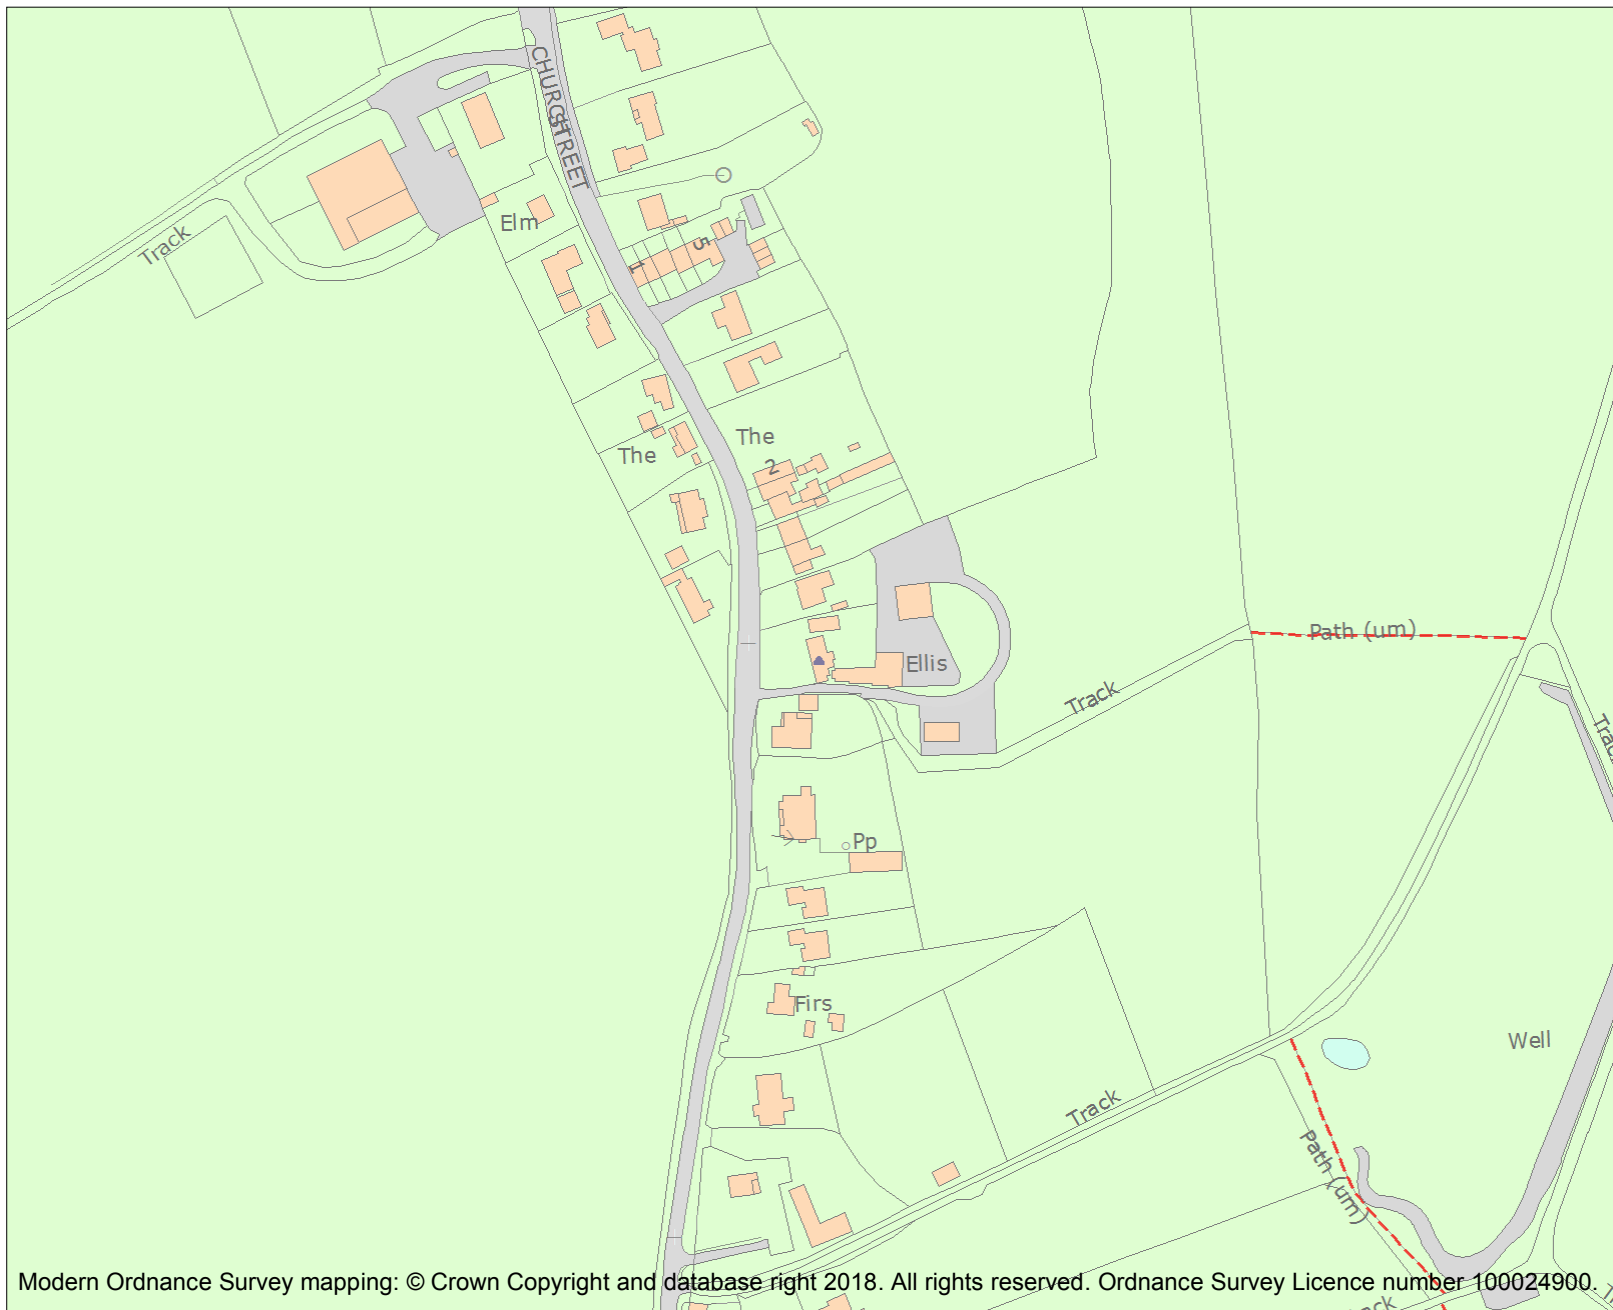 CHURCH
STREET
Track
Elm
5
1
The
The
2
Path (um)
Ellis
Track
Track
Pp
Firs
Well
Track
Path (um)
Modern Ordnance Survey mapping: © Crown Copyright and database right 2018. All rights reserved. Ordnance Survey Licence number 100024900.